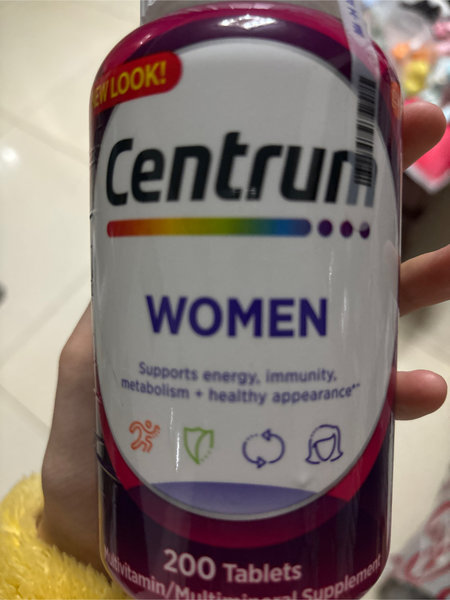 NEW LOOK!
Centrum
WOMEN
Supports energy, immunity,
metabolism + healthy appearance*^
200 Tablets
Multivitamin/Multimineral Supplement